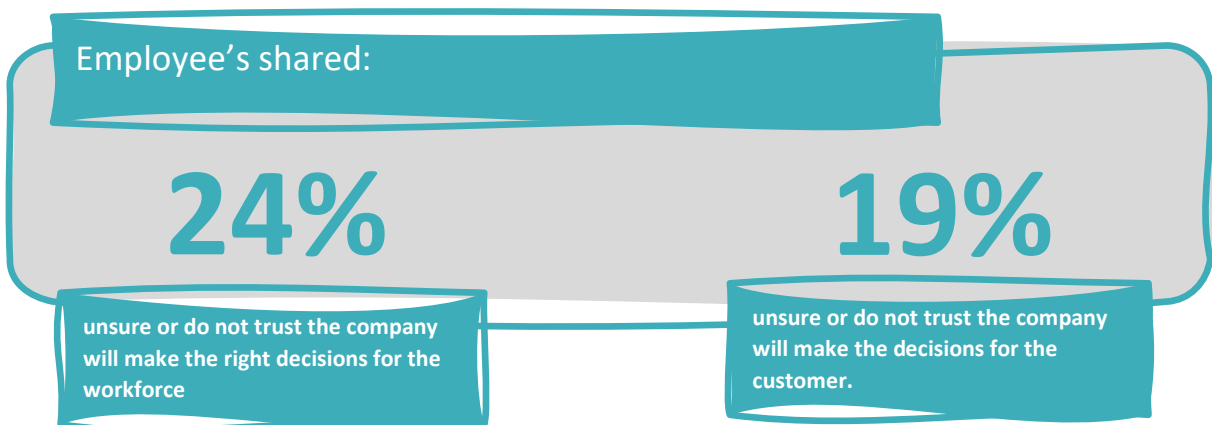 Employee’s shared:
24%
unsure or do not trust the company
will make the right decisions for the
workforce
19%
unsure or do not trust the company
will make the decisions for the
customer.